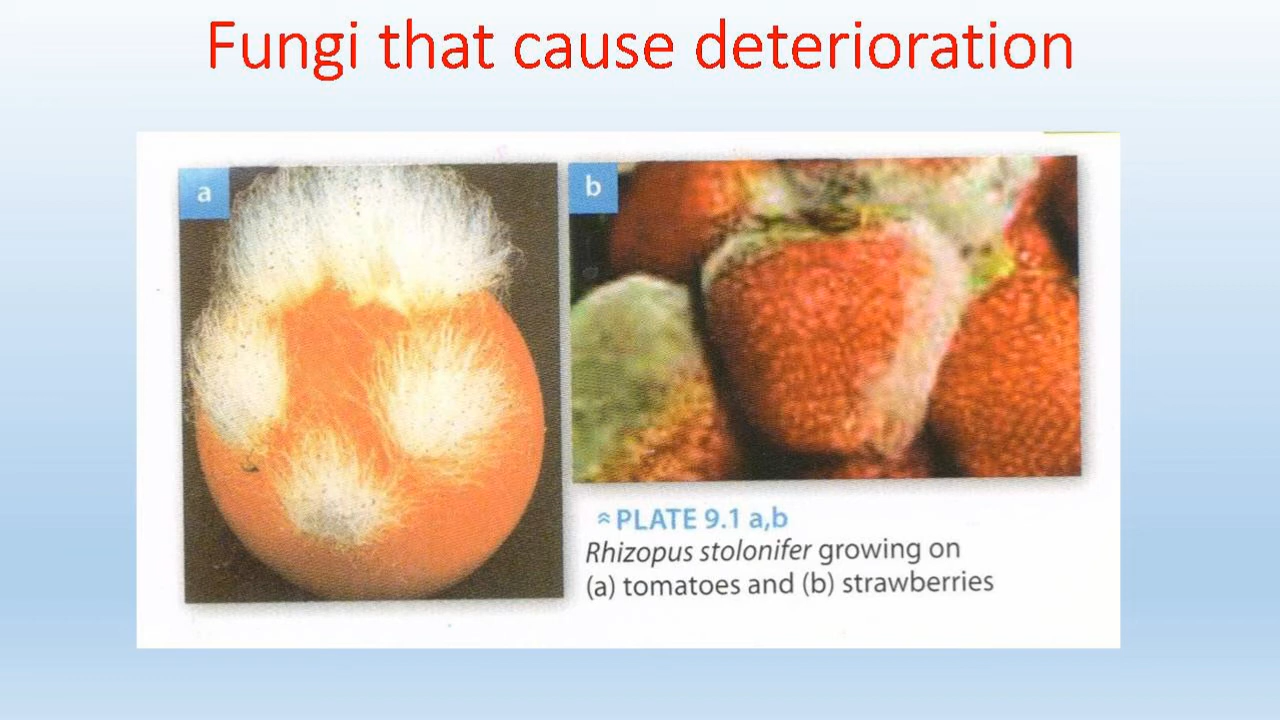 Fungi that cause deterioration
a
b
PLATE 9.1 a,b
Rhizopus stolonifer growing on
(a) tomatoes and (b) strawberries